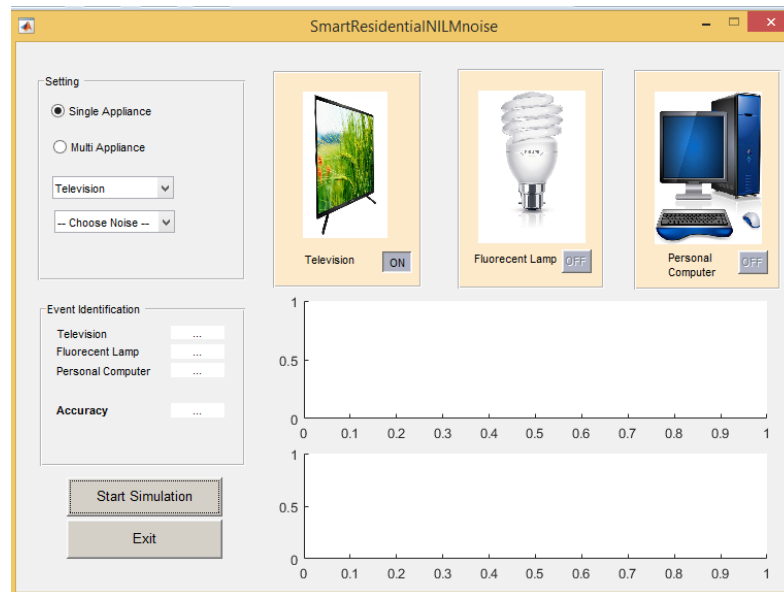 SmartResidentialNILMnoise
Setting
Single Appliance
Multi Appliance
Television
-- Choose Noise --
Television
ON
Fluorecent Lamp
OFF
Personal
Computer
OFF
Event Identification
Television ...
Fluorecent Lamp ...
Personal Computer ...
Accuracy ...
Start Simulation
Exit
1
0.5
0
0 0.1 0.2 0.3 0.4 0.5 0.6 0.7 0.8 0.9 1
1
0.5
0
0 0.1 0.2 0.3 0.4 0.5 0.6 0.7 0.8 0.9 1